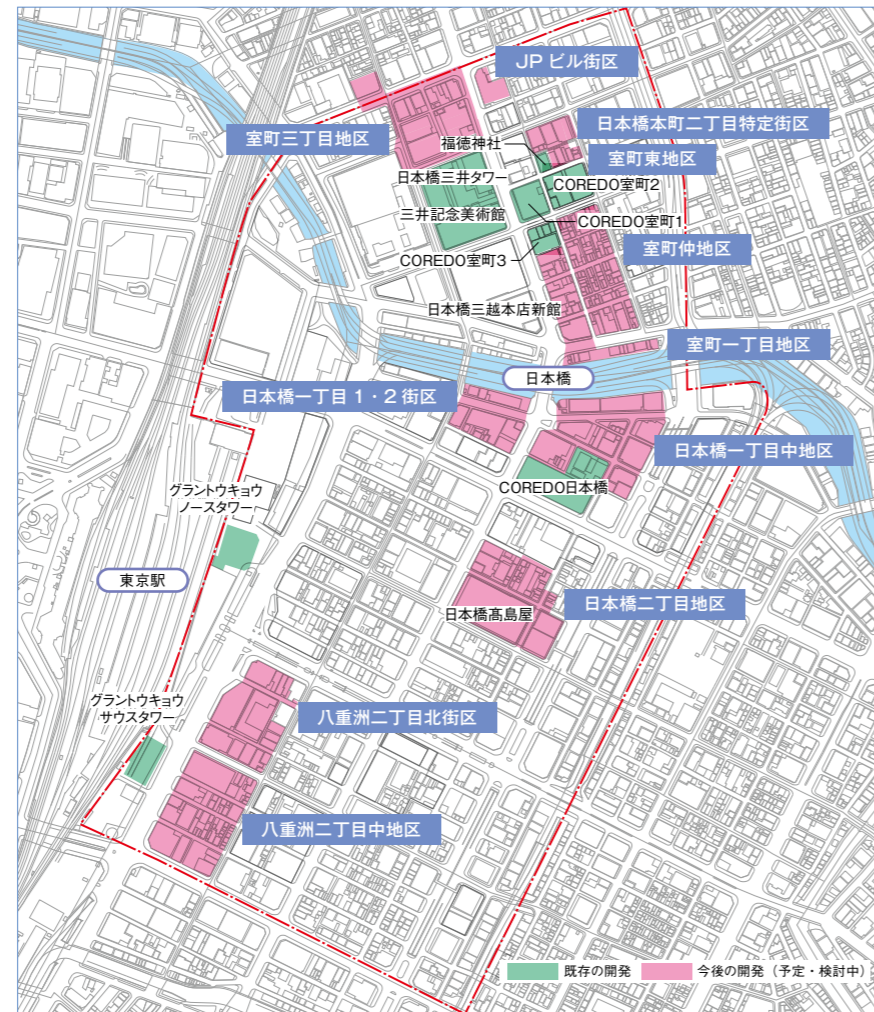 JPビル街区
日本橋本町二丁目特定街区
室町三丁目地区
福徳神社
室町東地区
日本橋三井タワー
COREDO室町2
三井記念美術館
COREDO室町1
室町仲地区
COREDO室町3
日本橋三越本店新館
室町一丁目地区
日本橋
日本橋一丁目1・2街区
日本橋一丁目中地区
グラントウキョウ
ノースタワー
COREDO日本橋
東京駅
日本橋二丁目地区
日本橋髙島屋
グラントウキョウ
サウスタワー
八重洲二丁目北街区
八重洲二丁目中地区
既存の開発
今後の開発（予定・検討中）